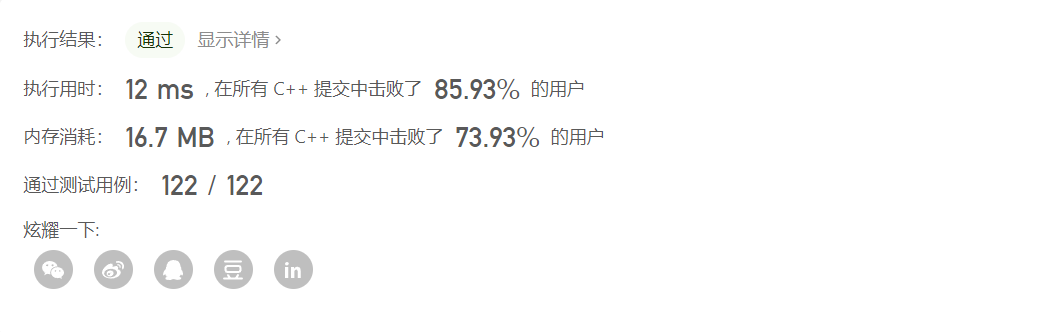 执行结果： 通过 显示详情 ›
执行用时： 12 ms , 在所有 C++ 提交中击败了 85.93% 的用户
内存消耗： 16.7 MB , 在所有 C++ 提交中击败了 73.93% 的用户
通过测试用例： 122 / 122
炫耀一下:
豆 in